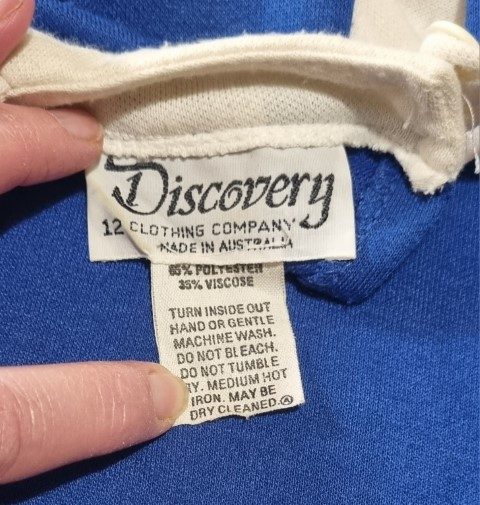 Discovery
12 CLOTHING COMPANY
MADE IN AUSTRALIA
65% POLYESTER
35% VISCOSE
TURN INSIDE OUT
HAND OR GENTLE
MACHINE WASH.
DO NOT BLEACH.
DO NOT TUMBLE
RY. MEDIUM HOT
IRON. MAY BE
DRY CLEANED. Ⓐ